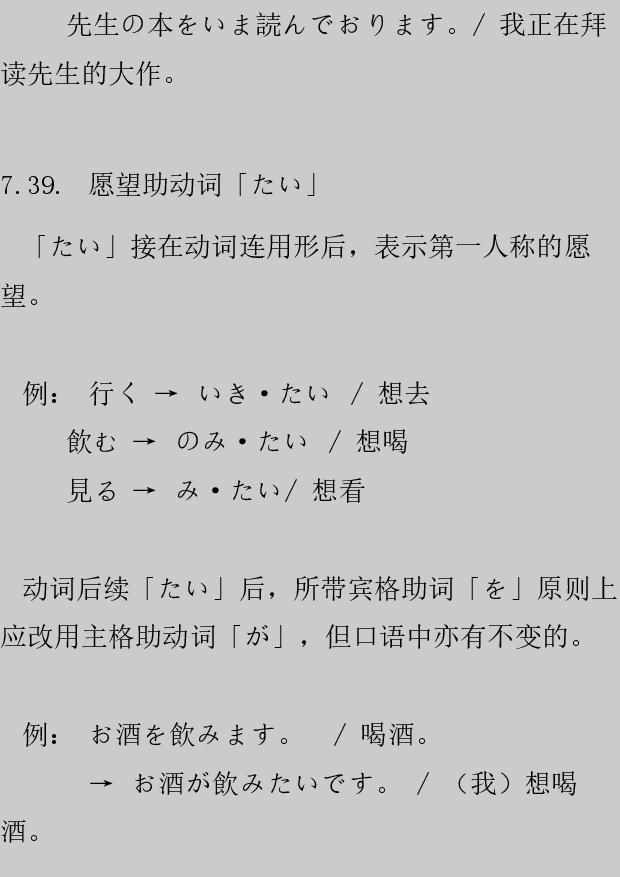 先生の本をいま読んでおります。/ 我正在拜
读先生的大作。
7.39. 愿望助动词「たい」
「たい」接在动词连用形后，表示第一人称的愿
望。
例： 行く → いき・たい / 想去
飲む → のみ・たい / 想喝
見る → み・たい/ 想看
动词后续「たい」后，所带宾格助词「を」原则上
应改用主格助动词「が」，但口语中亦有不变的。
例： お酒を飲みます。 / 喝酒。
→ お酒が飲みたいです。 / （我）想喝
酒。